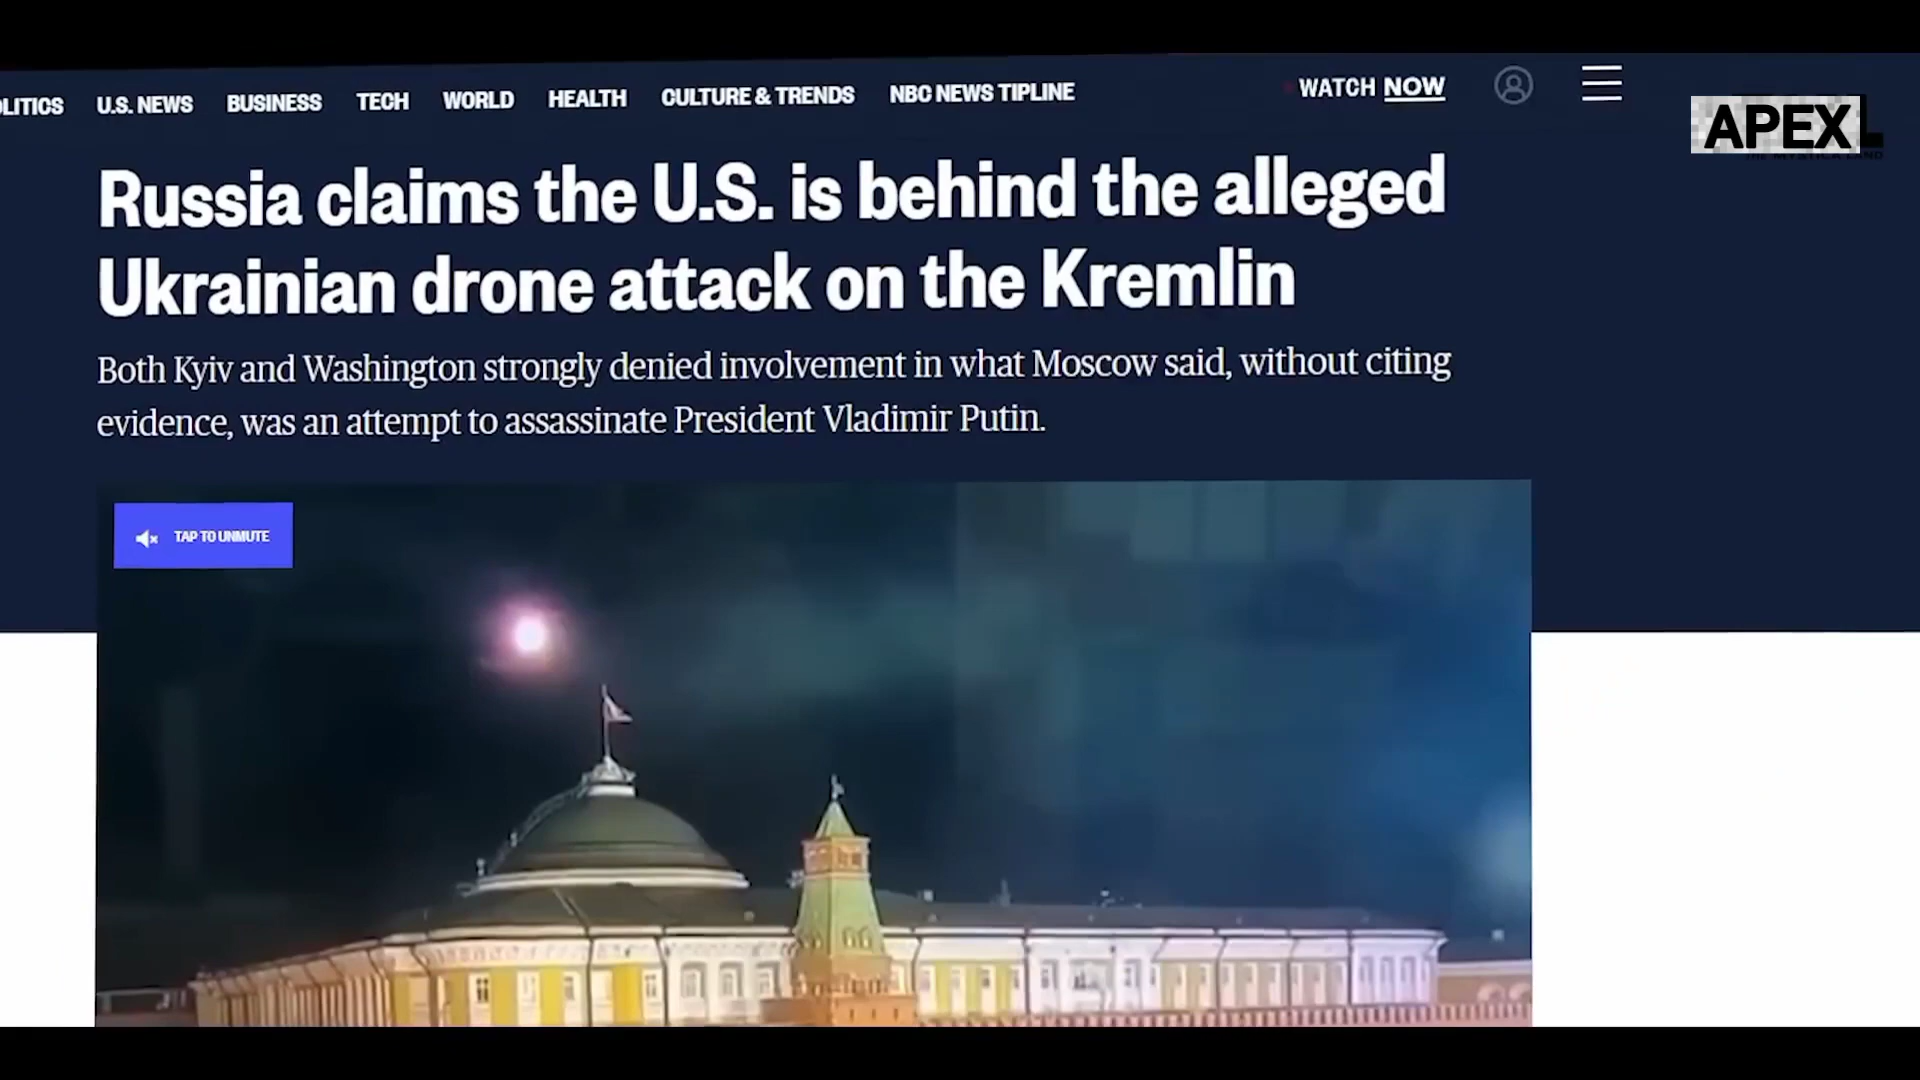 OLITICS U.S. NEWS BUSINESS TECH WORLD HEALTH CULTURE & TRENDS NBC NEWS TIPLINE WATCH NOW
APEX
Russia claims the U.S. is behind the alleged
Ukrainian drone attack on the Kremlin
Both Kyiv and Washington strongly denied involvement in what Moscow said, without citing
evidence, was an attempt to assassinate President Vladimir Putin.
TAP TO UNMUTE